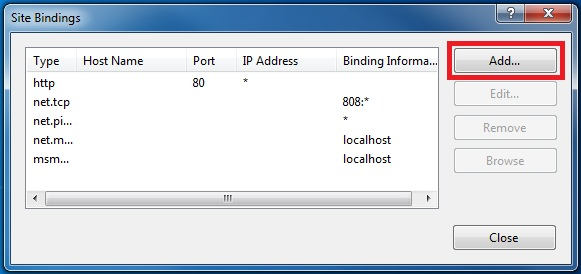 Site Bindings
Type Host Name Port IP Address Binding Informa...
http 80 *
net.tcp 808:*
net.pi... *
net.m... localhost
msm... localhost
Add...
Edit...
Remove
Browse
Close